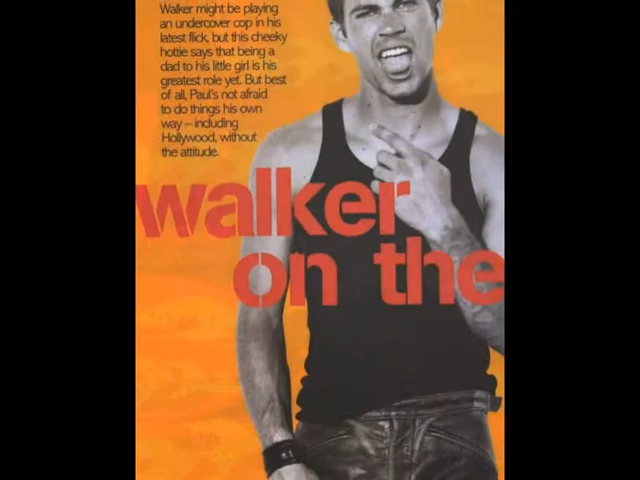 Walker might be playing
an undercover cop in his
latest flick, but this cheeky
hottie says that being a
dad to his little girl is his
greatest role yet. But best
of all, Paul's not afraid
to do things his own
way – including
Hollywood, without
the attitude.
walker
on the